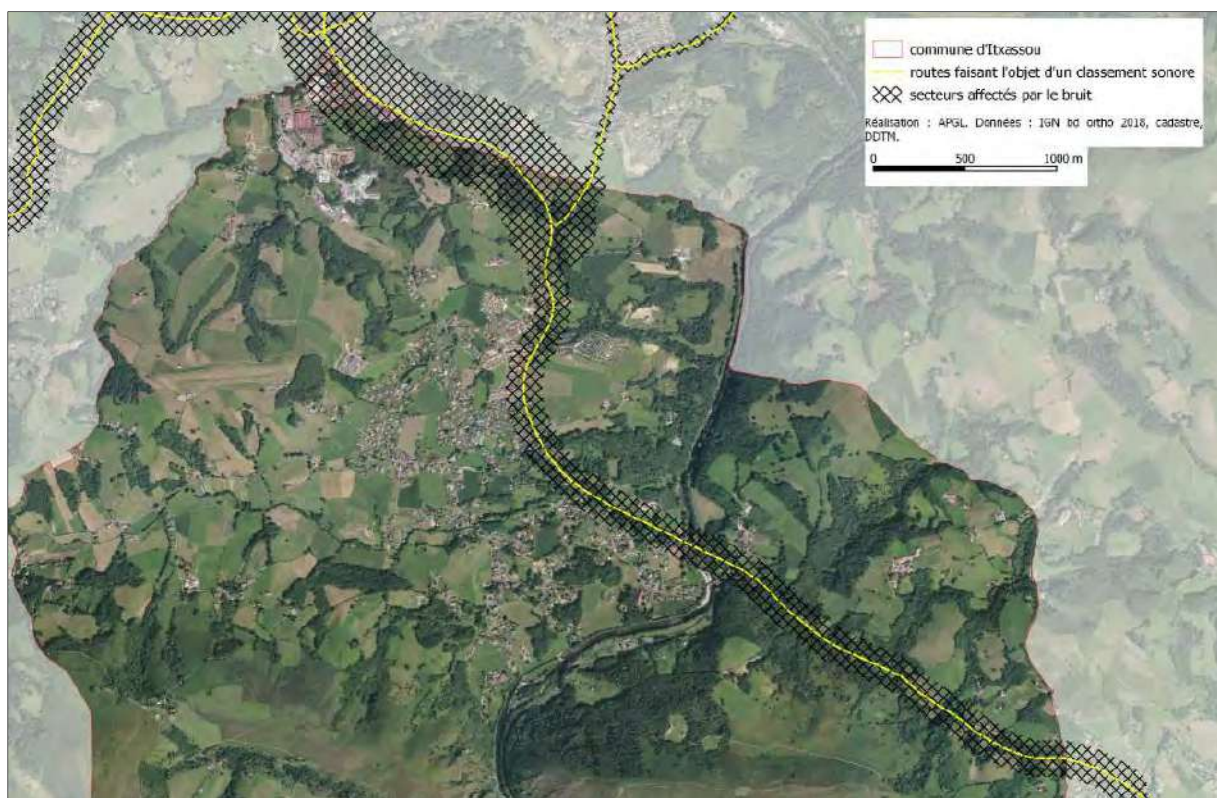 commune d'Itxassou
routes faisant l'objet d'un classement sonore
secteurs affectés par le bruit
Réalisation : APGL. Données : IGN bd ortho 2018, cadastre,
DDTM.
0 500 1000 m